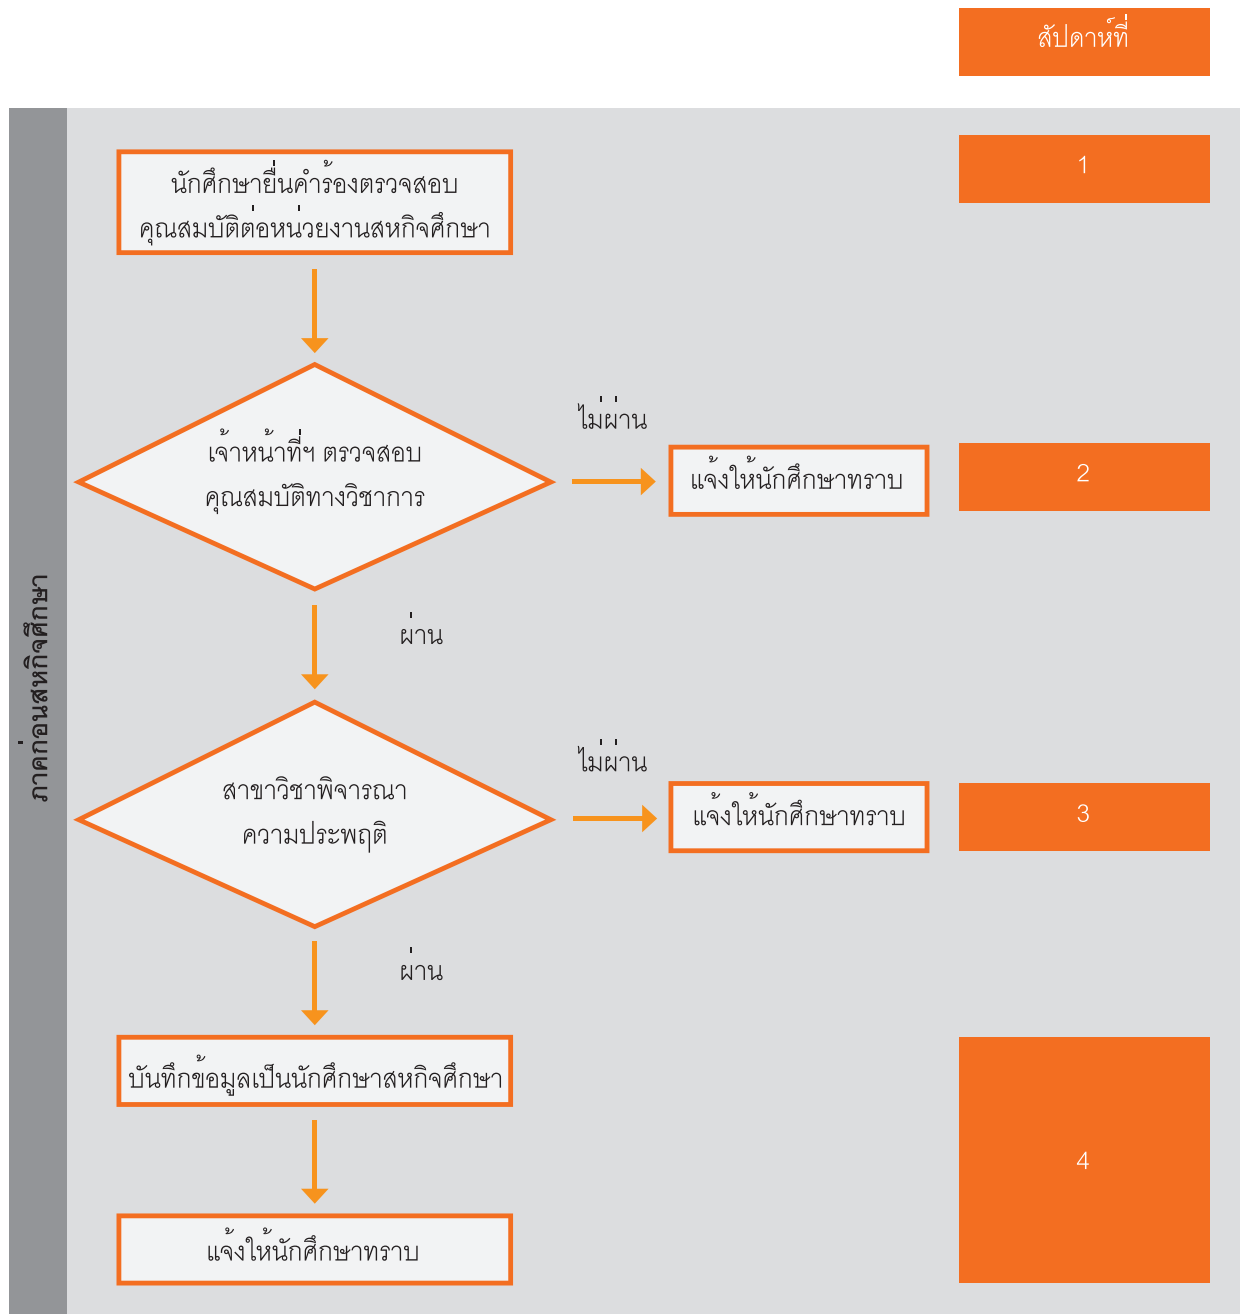 สัปดาห์ที่
ภาคก่อนสหกิจศึกษา
นักศึกษายื่นคำร้องตรวจสอบ
คุณสมบัติต่อหน่วยงานสหกิจศึกษา
1
เจ้าหน้าที่ฯ ตรวจสอบ
คุณสมบัติทางวิชาการ
ไม่ผ่าน
แจ้งให้นักศึกษาทราบ
2
ผ่าน
สาขาวิชาพิจารณา
ความประพฤติ
ไม่ผ่าน
แจ้งให้นักศึกษาทราบ
3
ผ่าน
บันทึกข้อมูลเป็นนักศึกษาสหกิจศึกษา
4
แจ้งให้นักศึกษาทราบ